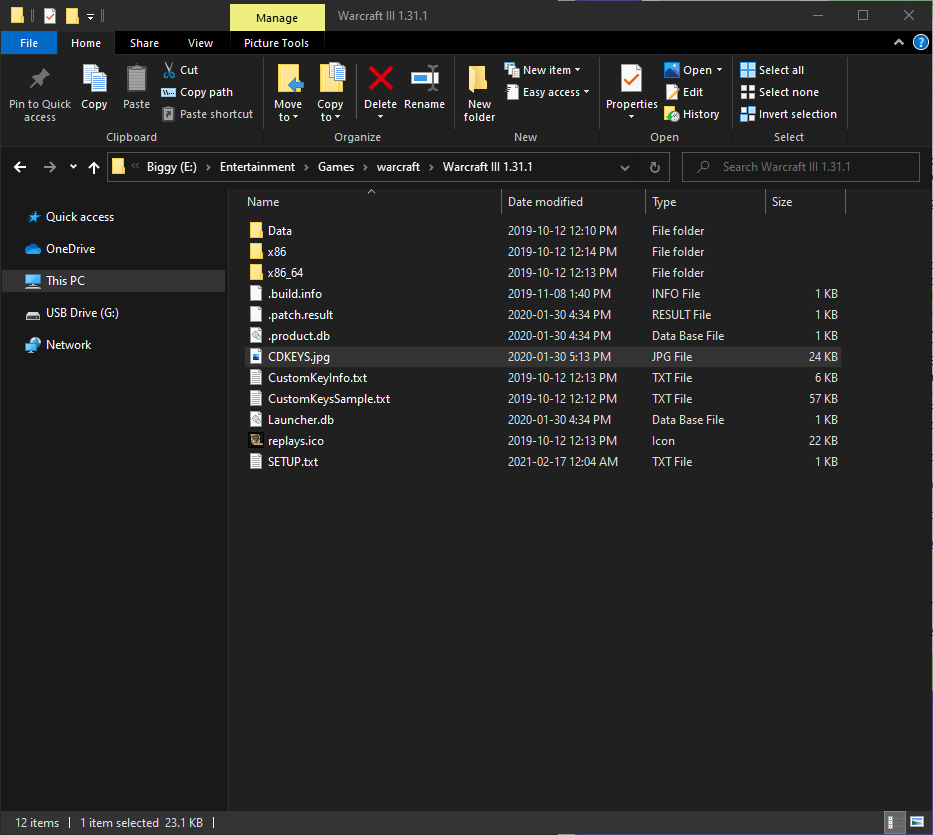 Manage
Warcraft III 1.31.1
File
Home
Share
View
Picture Tools
Pin to Quick access
Copy
Paste
Cut
Copy path
Paste shortcut
Move to
Copy to
Delete
Rename
New folder
New item
Easy access
Properties
Open
Edit
History
Select all
Select none
Invert selection
Clipboard
Organize
New
Open
Select
« Biggy (E:) › Entertainment › Games › warcraft › Warcraft III 1.31.1
Search Warcraft III 1.31.1
Quick access
OneDrive
This PC
USB Drive (G:)
Network
Name Date modified Type Size
Data 2019-10-12 12:10 PM File folder
x86 2019-10-12 12:14 PM File folder
x86_64 2019-10-12 12:13 PM File folder
.build.info 2019-11-08 1:40 PM INFO File 1 KB
.patch.result 2020-01-30 4:34 PM RESULT File 1 KB
.product.db 2020-01-30 4:34 PM Data Base File 1 KB
CDKEYS.jpg 2020-01-30 5:13 PM JPG File 24 KB
CustomKeyInfo.txt 2019-10-12 12:13 PM TXT File 6 KB
CustomKeysSample.txt 2019-10-12 12:12 PM TXT File 57 KB
Launcher.db 2020-01-30 4:34 PM Data Base File 1 KB
replays.ico 2019-10-12 12:13 PM Icon 22 KB
SETUP.txt 2021-02-17 12:04 AM TXT File 1 KB
12 items | 1 item selected 23.1 KB |